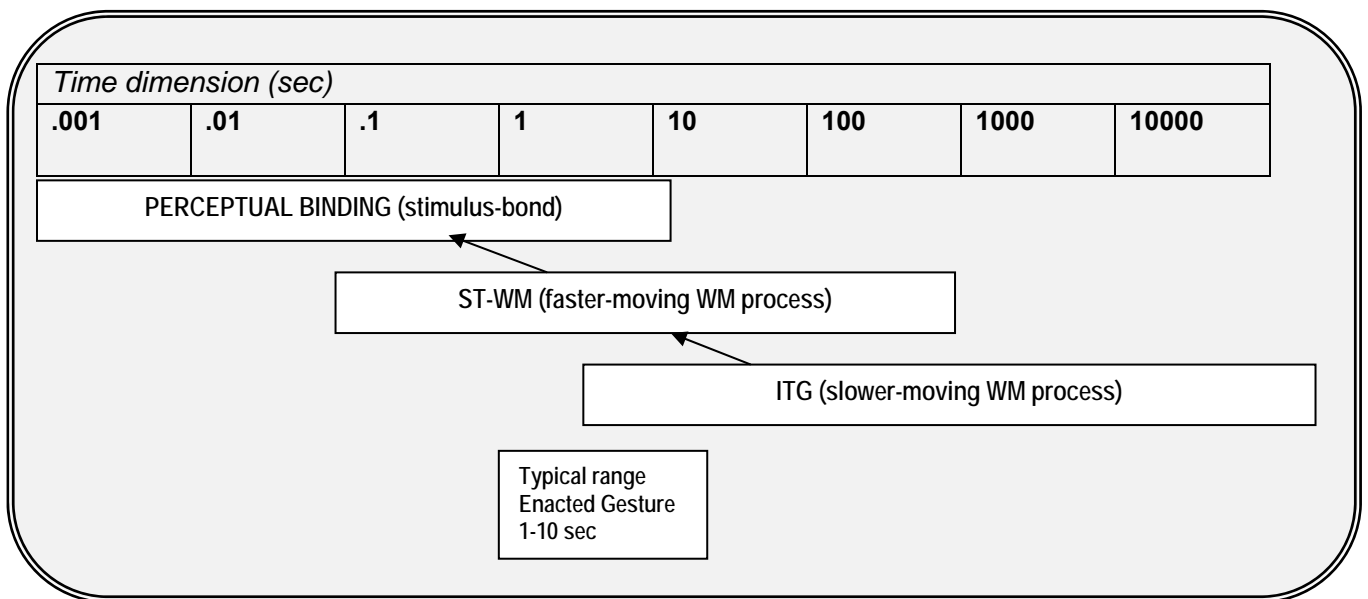 Time dimension (sec)
.001 .01 .1 1 10 100 1000 10000
PERCEPTUAL BINDING (stimulus-bond)
ST-WM (faster-moving WM process)
ITG (slower-moving WM process)
Typical range
Enacted Gesture
1-10 sec